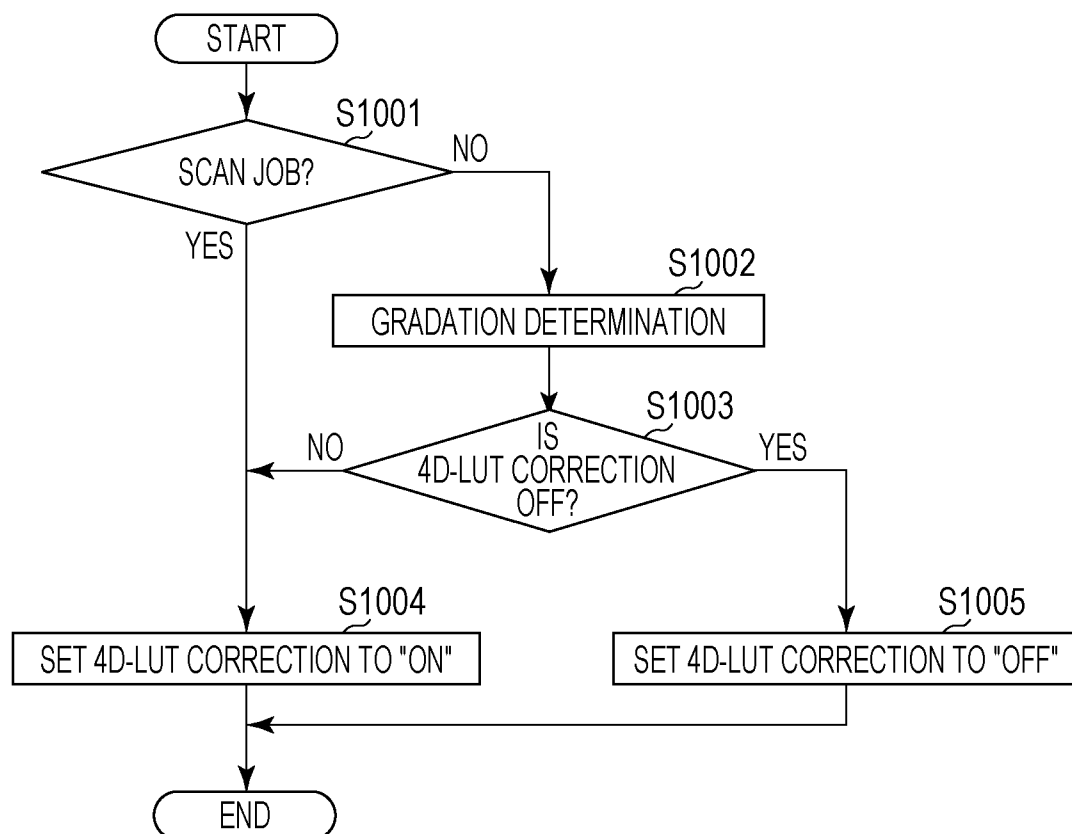 START
S1001
SCAN JOB?
NO
YES
S1002
GRADATION DETERMINATION
S1003
NO
IS
4D-LUT CORRECTION
OFF?
YES
S1004
SET 4D-LUT CORRECTION TO "ON"
S1005
SET 4D-LUT CORRECTION TO "OFF"
END